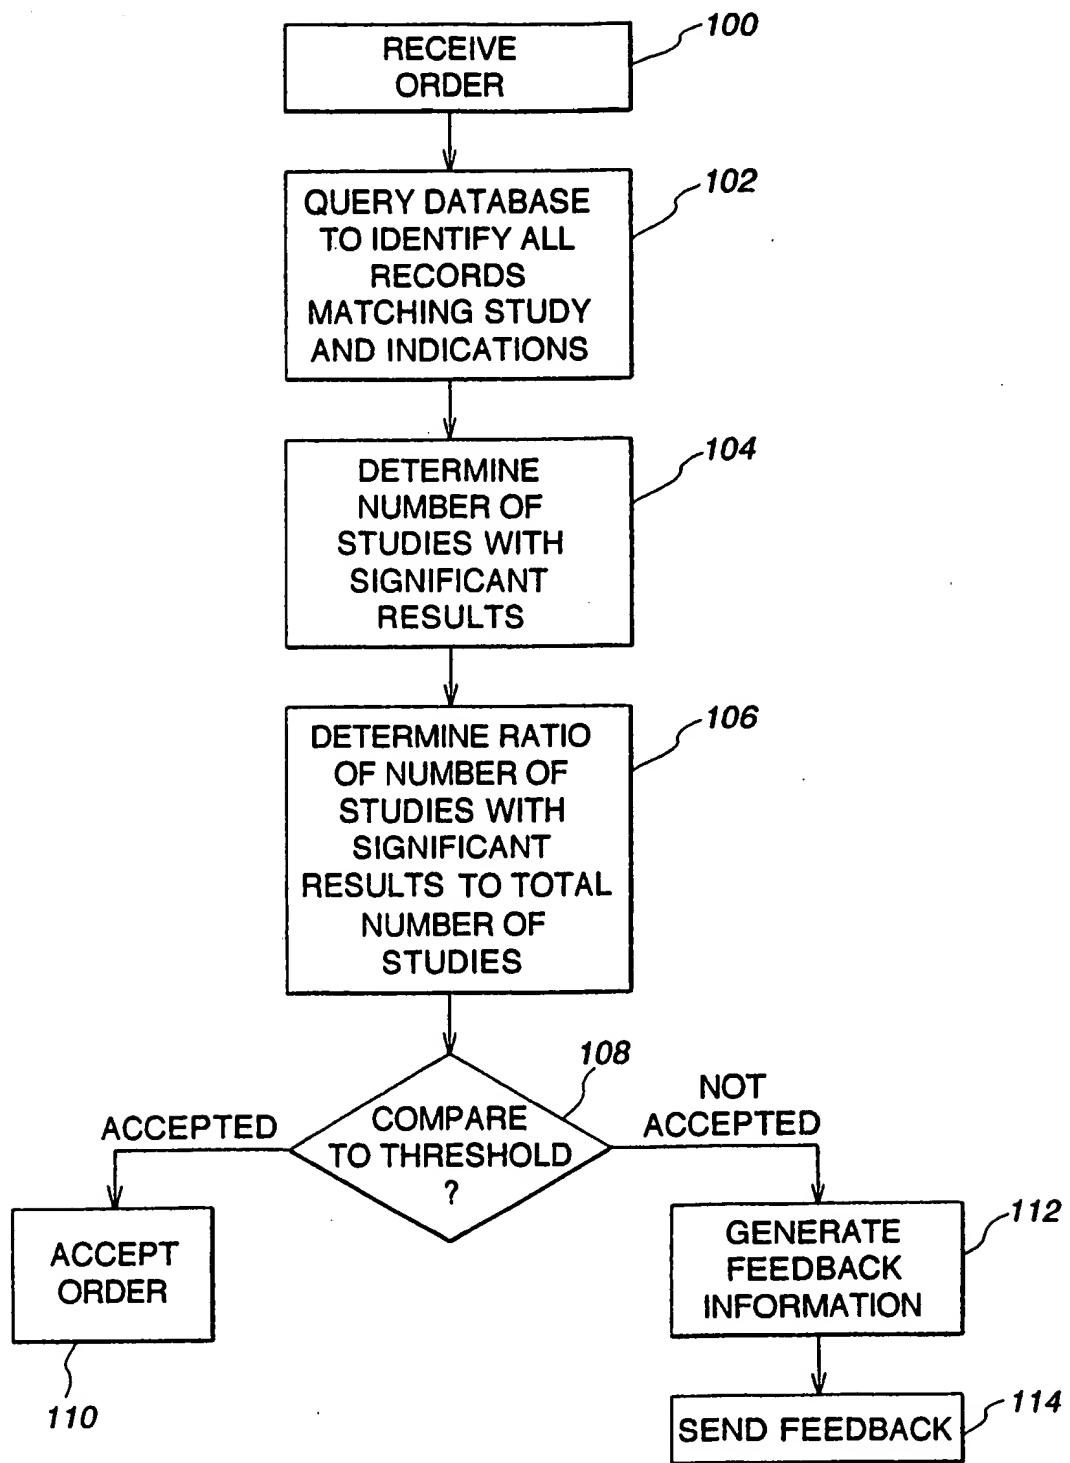 100
RECEIVE
ORDER
102
QUERY DATABASE
TO IDENTIFY ALL
RECORDS
MATCHING STUDY
AND INDICATIONS
104
DETERMINE
NUMBER OF
STUDIES WITH
SIGNIFICANT
RESULTS
106
DETERMINE RATIO
OF NUMBER OF
STUDIES WITH
SIGNIFICANT
RESULTS TO TOTAL
NUMBER OF
STUDIES
108
COMPARE
TO THRESHOLD
?
ACCEPTED
NOT
ACCEPTED
ACCEPT
ORDER
110
112
GENERATE
FEEDBACK
INFORMATION
114
SEND FEEDBACK